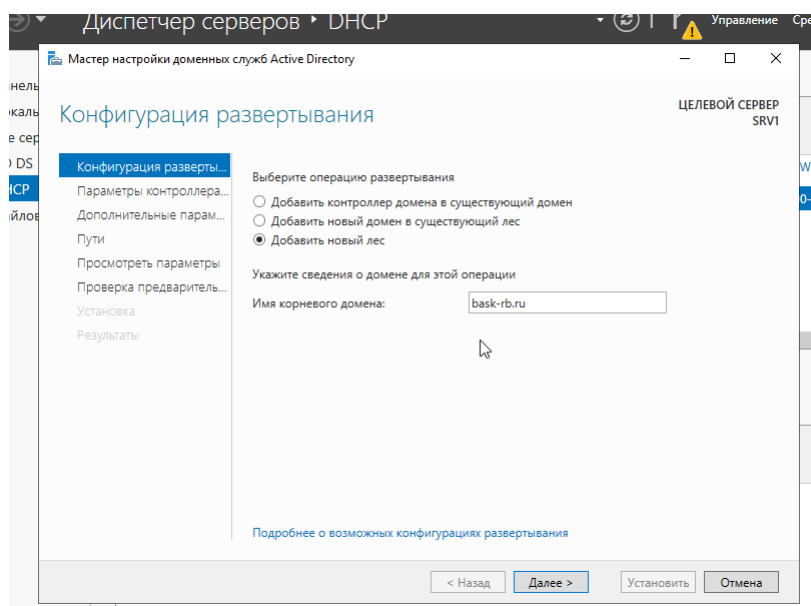 Диспетчер серверов • DHCP
Управление
Мастер настройки доменных служб Active Directory
Конфигурация развертывания
ЦЕЛЕВОЙ СЕРВЕР
SRV1
DS
Конфигурация разверты...
Параметры контроллера...
Дополнительные парам...
Пути
Просмотреть параметры
Проверка предваритель...
Установка
Результаты
Выберите операцию развертывания
Добавить контроллер домена в существующий домен
Добавить новый домен в существующий лес
Добавить новый лес
Укажите сведения о домене для этой операции
Имя корневого домена:
bask-rb.ru
Подробнее о возможных конфигурациях развертывания
< Назад
Далее >
Установить
Отмена